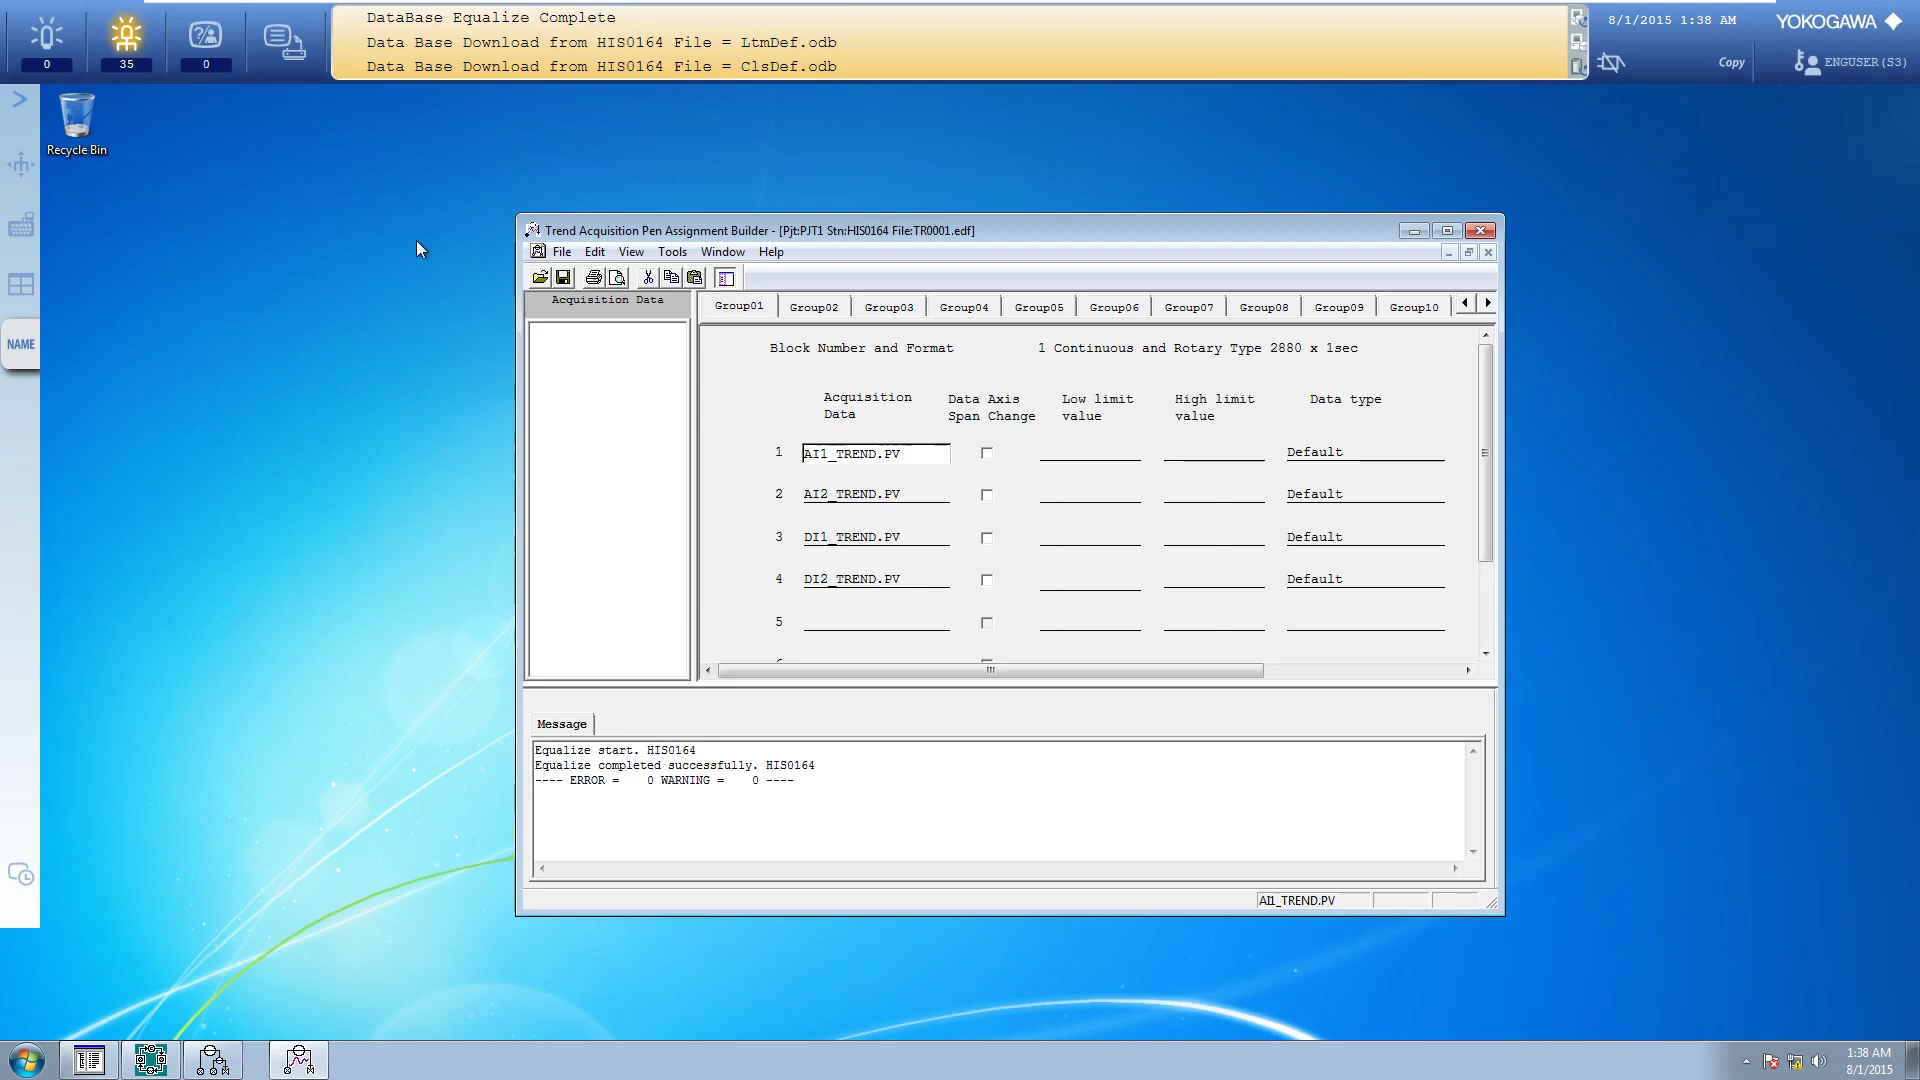 DataBase Equalize Complete
Data Base Download from HIS0164 File = LtmDef.odb
Data Base Download from HIS0164 File = ClsDef.odb
0
35
0
8/1/2015 1:38 AM
YOKOGAWA
Copy
ENGUSER (S3)
Recycle Bin
NAME
Trend Acquisition Pen Assignment Builder - [Pjt:PJT1 Stn:HIS0164 File:TR0001.edf]
File Edit View Tools Window Help
Acquisition Data
Group01 Group02 Group03 Group04 Group05 Group06 Group07 Group08 Group09 Group10
Block Number and Format 1 Continuous and Rotary Type 2880 x 1sec
Acquisition Data Axis Low limit High limit Data type
Data Span Change value value
1 AI1_TREND.PV Default
2 AI2_TREND.PV Default
3 DI1_TREND.PV Default
4 DI2_TREND.PV Default
5
Message
Equalize start. HIS0164
Equalize completed successfully. HIS0164
---- ERROR = 0 WARNING = 0 ----
AI1_TREND.PV
1:38 AM
8/1/2015